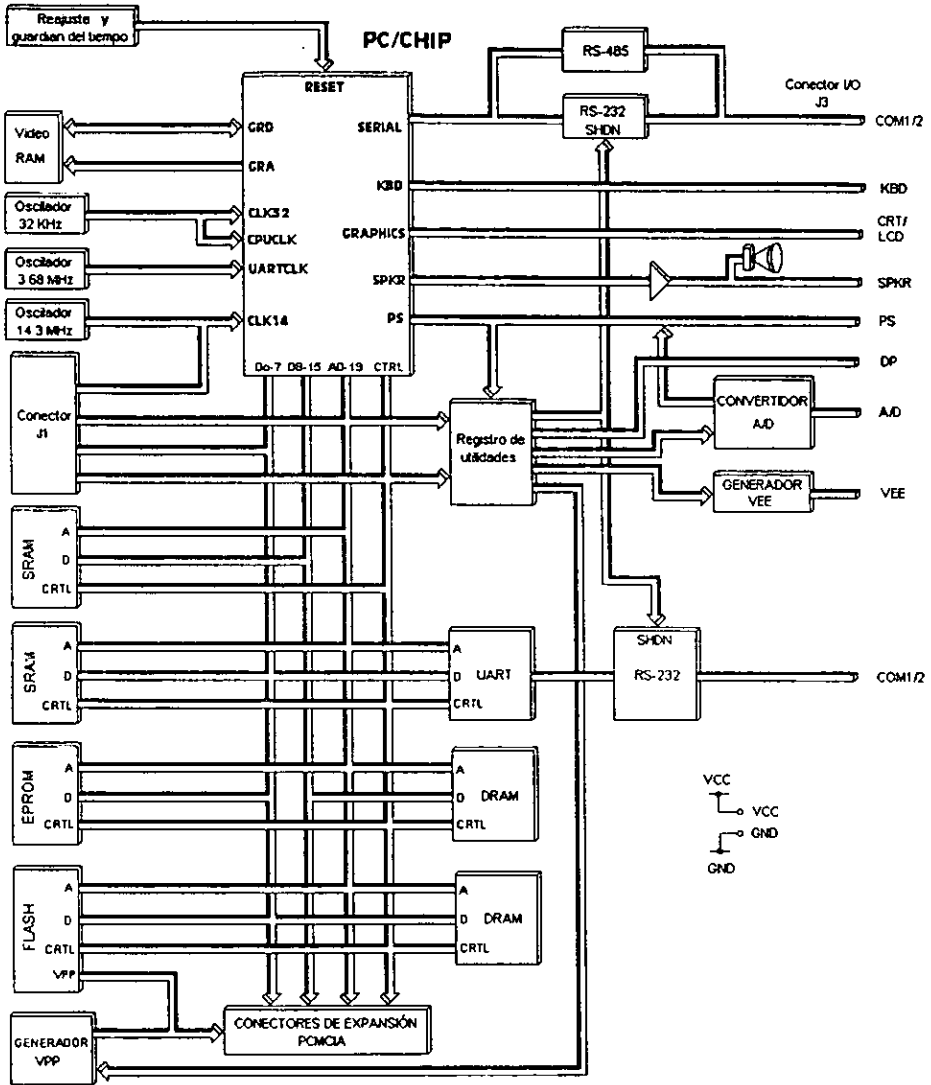 Reajuste y
guardian del tiempo
PC/CHIP
RESET
RS-485
Conector I/O
J3
Video
RAM
GRD
GRA
SERIAL
RS-232
SHDN
COM1/2
KBD
KBD
Oscilador
32 KHz
CLK32
CPUCLK
GRAPHICS
CRT/
LCD
Oscilador
3 68 MHz
UARTCLK
SPKR
SPKR
Oscilador
14 3 MHz
CLK14
PS
PS
Do-7 D8-15 AD-19 CTRL
DP
Conector
J1
Registro de
utilidades
CONVERTIDOR
A/D
A/D
GENERADOR
VEE
VEE
SRAM
A
D
CRTL
SRAM
A
D
CRTL
A
D
CRTL
UART
SHDN
RS-232
COM1/2
EPROM
A
D
CRTL
A
D
CRTL
DRAM
VCC
VCC
GND
GND
FLASH
A
D
CRTL
VPP
A
D
CRTL
DRAM
GENERADOR
VPP
CONECTORES DE EXPANSIÓN
PCMCIA